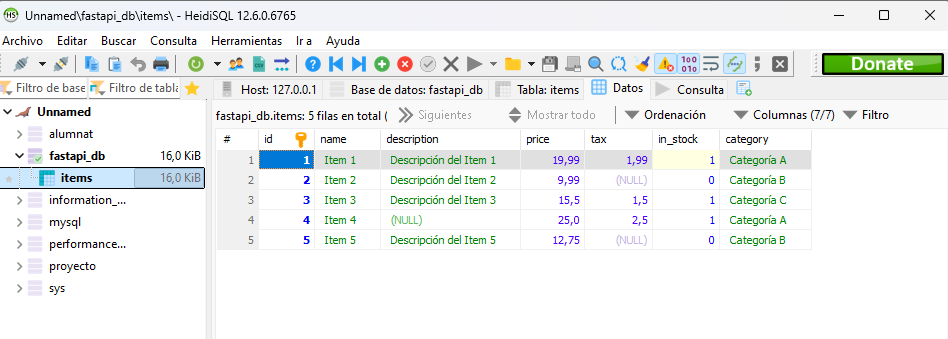 Unnamed\fastapi_db\items\ - HeidiSQL 12.6.0.6765
Archivo Editar Buscar Consulta Herramientas Ir a Ayuda
Donate
Filtro de base Filtro de tabla Host: 127.0.0.1 Base de datos: fastapi_db Tabla: items Datos Consulta
fastapi_db.items: 5 filas en total ( Siguientes Mostrar todo Ordenación Columnas (7/7) Filtro
Unnamed
alumnat
fastapi_db 16,0 KiB
items 16,0 KiB
information_...
mysql
performance...
proyecto
sys
# id name description price tax in_stock category
1 1 Item 1 Descripción del Item 1 19,99 1,99 1 Categoría A
2 2 Item 2 Descripción del Item 2 9,99 (NULL) 0 Categoría B
3 3 Item 3 Descripción del Item 3 15,5 1,5 1 Categoría C
4 4 Item 4 (NULL) 25,0 2,5 1 Categoría A
5 5 Item 5 Descripción del Item 5 12,75 (NULL) 0 Categoría B